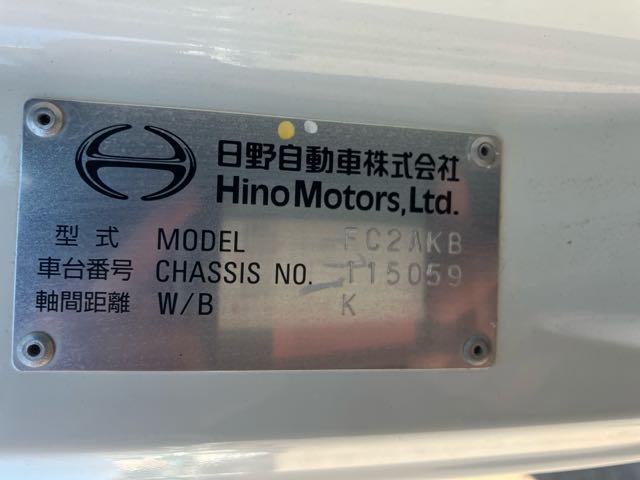 日野自動車株式会社
Hino Motors, Ltd.
型式 MODEL FC2AKB
車台番号 CHASSIS NO. 115059
軸間距離 W/B K